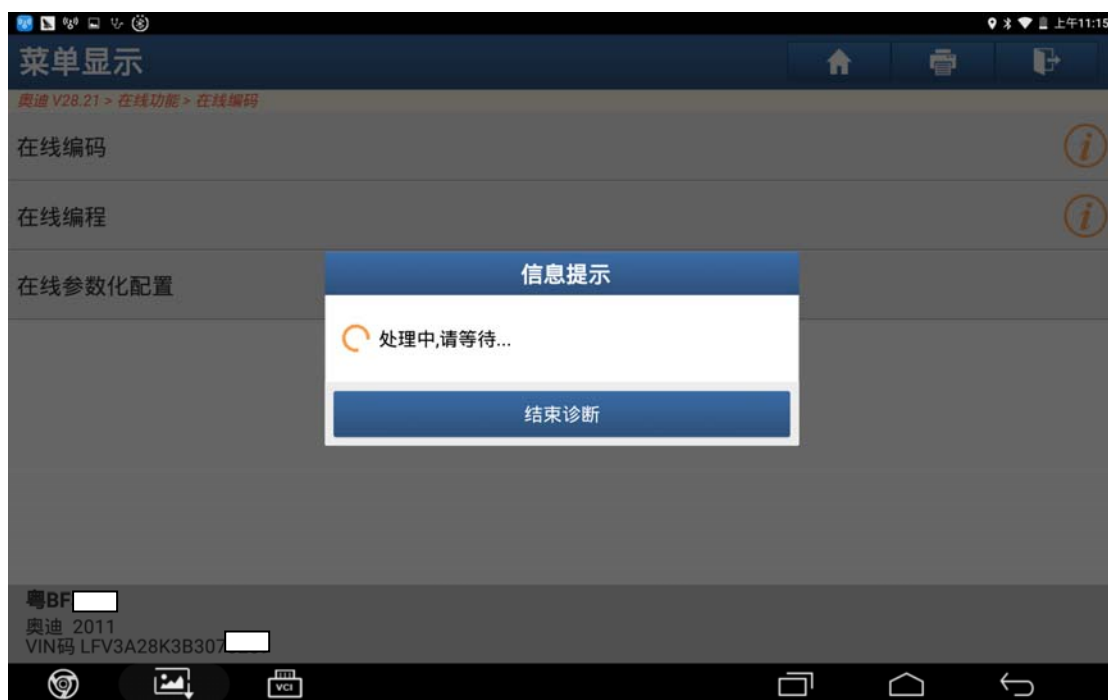 上午11:15
菜单显示
奥迪 V28.21 > 在线功能 > 在线编码
在线编码
在线编程
在线参数化配置
信息提示
处理中,请等待...
结束诊断
粤BF
奥迪 2011
VIN码 LFV3A28K3B307
VCI